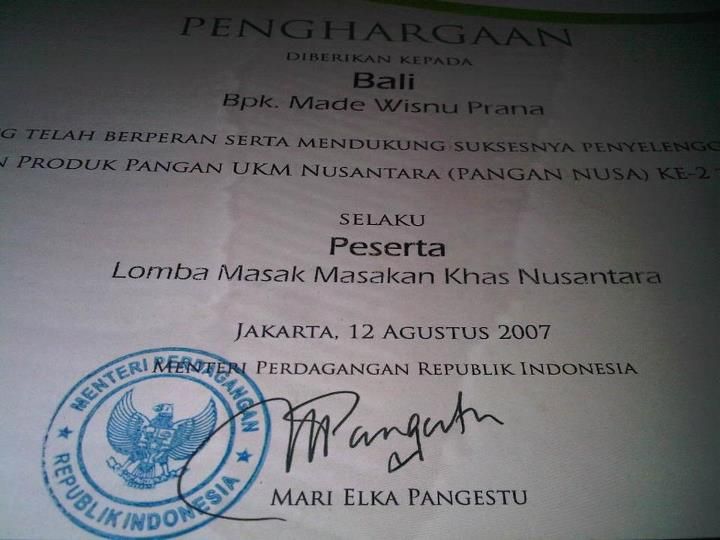 PENGHARGAAN
DIBERIKAN KEPADA
Bali
Bpk. Made Wisnu Prana
G TELAH BERPERAN SERTA MENDUKUNG SUKSESNYA PENYELENGG
N PRODUK PANGAN UKM NUSANTARA (PANGAN NUSA) KE-2
SELAKU
Peserta
Lomba Masak Masakan Khas Nusantara
JAKARTA, 12 AGUSTUS 2007
MENTERI PERDAGANGAN REPUBLIK INDONESIA
MENTERI PERDAGANGAN
REPUBLIK INDONESIA
MPangestu
MARI ELKA PANGESTU